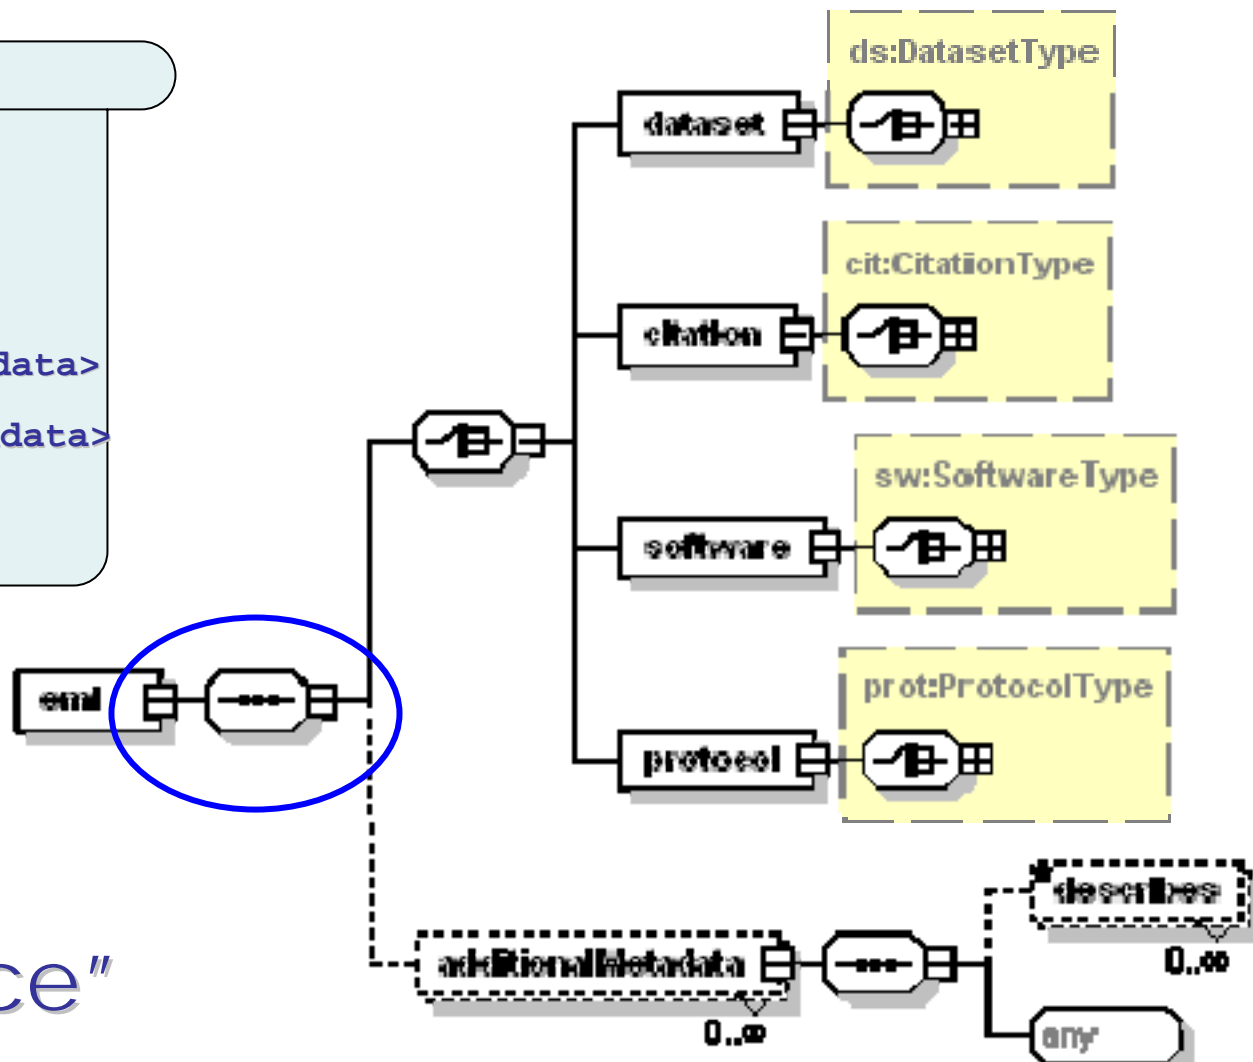 ds:DatasetType
dataset
cit:CitationType
citation
data>
data>
sw:SoftwareType
software
eml
prot:ProtocolType
protocol
describes
0..∞
ce"
additionalMetadata
0..∞
any